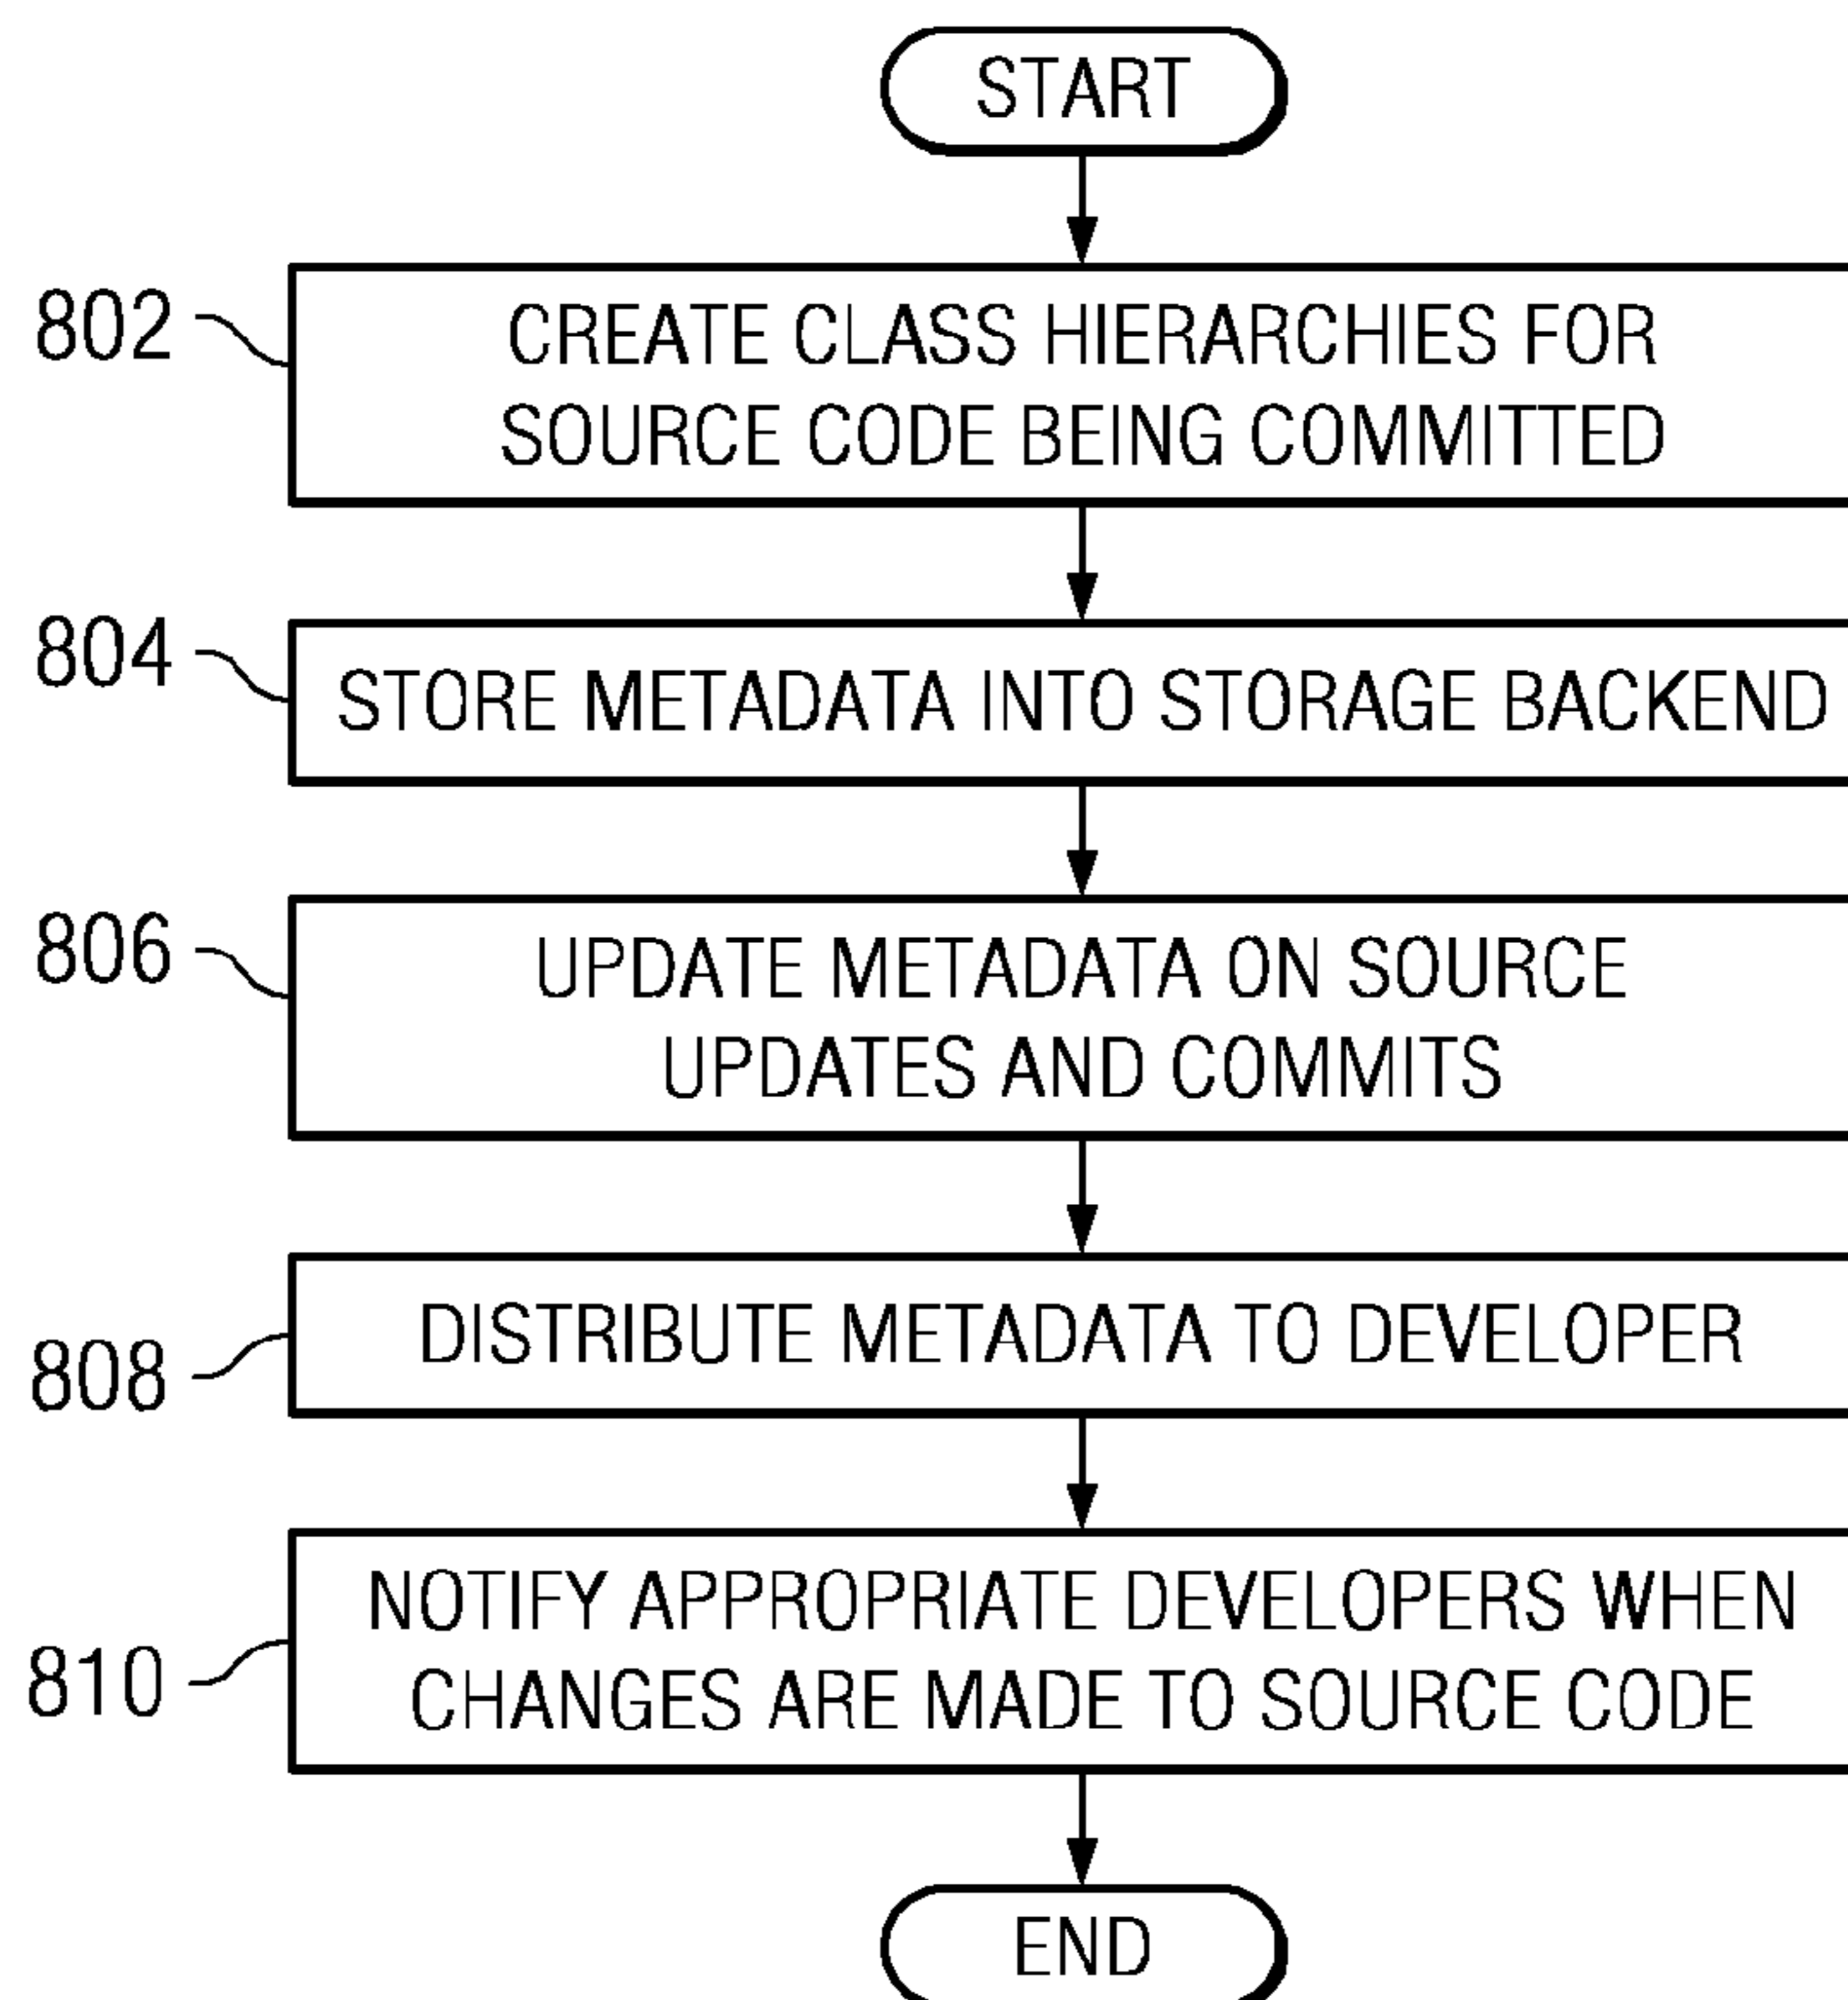 START
802
CREATE CLASS HIERARCHIES FOR
SOURCE CODE BEING COMMITTED
804
STORE METADATA INTO STORAGE BACKEND
806
UPDATE METADATA ON SOURCE
UPDATES AND COMMITS
808
DISTRIBUTE METADATA TO DEVELOPER
810
NOTIFY APPROPRIATE DEVELOPERS WHEN
CHANGES ARE MADE TO SOURCE CODE
END